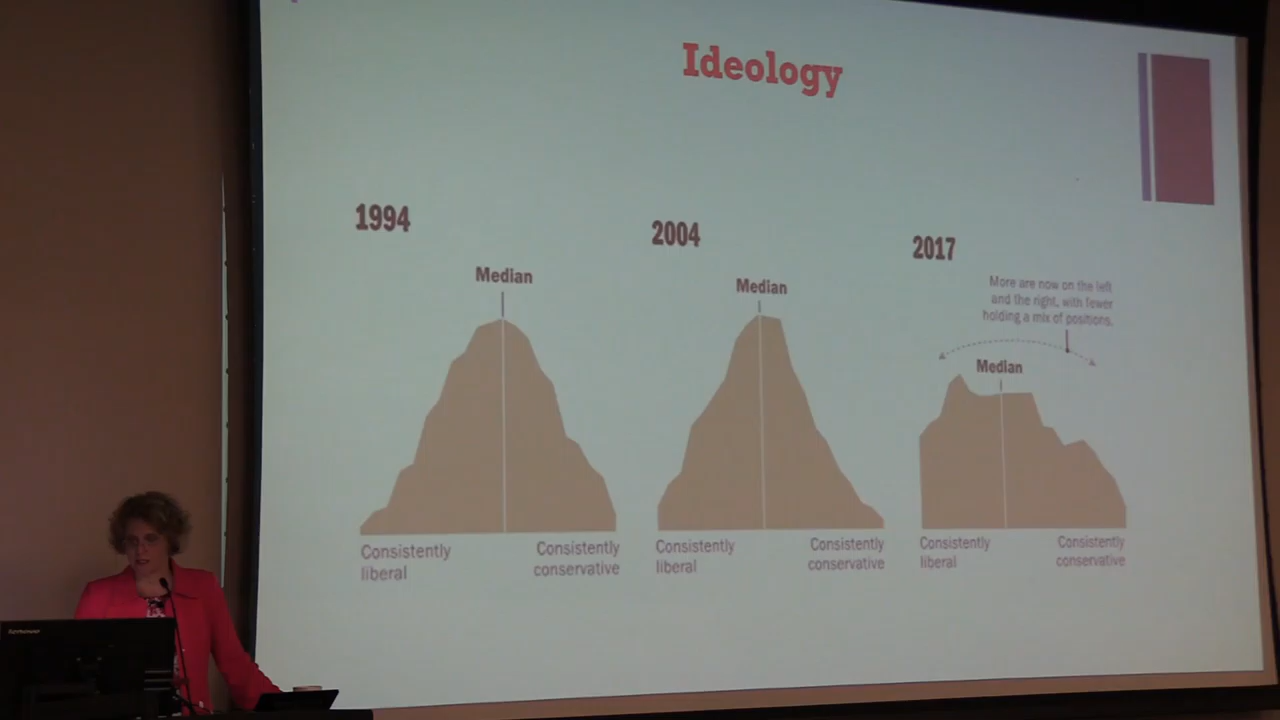 Ideology
1994
Median
Consistently
liberal
Consistently
conservative
2004
Median
Consistently
liberal
Consistently
conservative
2017
More are now on the left
and the right, with fewer
holding a mix of positions.
Median
Consistently
liberal
Consistently
conservative
lenovo